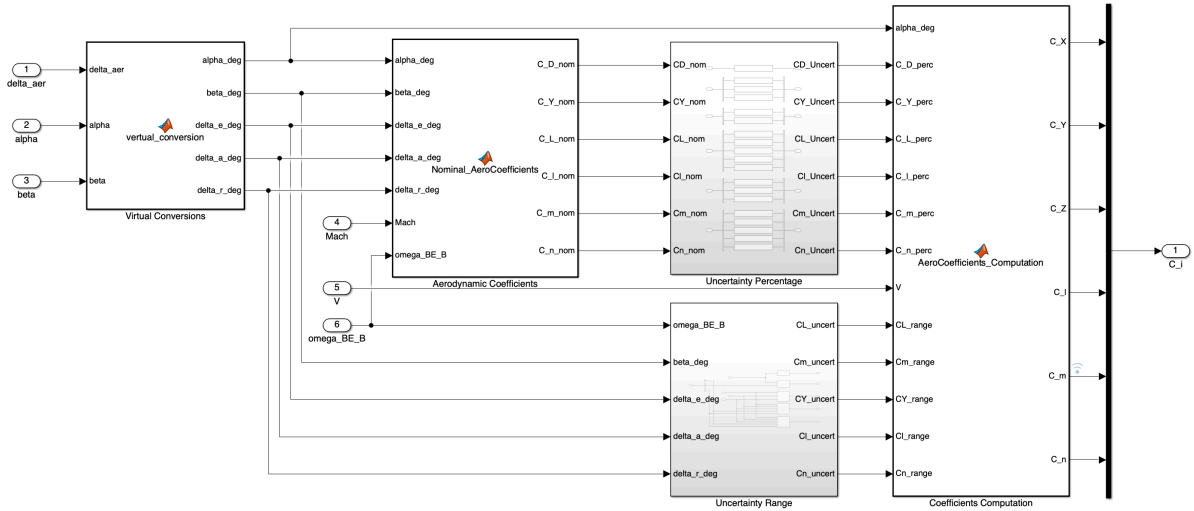 1
delta_aer
2
alpha
3
beta
delta_aer
alpha
beta
vertual_conversion
alpha_deg
beta_deg
delta_e_deg
delta_a_deg
delta_r_deg
Virtual Conversions
4
Mach
5
V
6
omega_BE_B
alpha_deg
beta_deg
delta_e_deg
delta_a_deg
delta_r_deg
Mach
omega_BE_B
Nominal_AeroCoefficients
C_D_nom
C_Y_nom
C_L_nom
C_l_nom
C_m_nom
C_n_nom
Aerodynamic Coefficients
CD_nom
CY_nom
CL_nom
Cl_nom
Cm_nom
Cn_nom
CD_Uncert
CY_Uncert
CL_Uncert
Cl_Uncert
Cm_Uncert
Cn_Uncert
Uncertainty Percentage
omega_BE_B
beta_deg
delta_e_deg
delta_a_deg
delta_r_deg
CL_uncert
Cm_uncert
CY_uncert
Cl_uncert
Cn_uncert
Uncertainty Range
alpha_deg
C_D_perc
C_Y_perc
C_L_perc
C_l_perc
C_m_perc
C_n_perc
V
CL_range
Cm_range
CY_range
Cl_range
Cn_range
AeroCoefficients_Computation
C_X
C_Y
C_Z
C_l
C_m
C_n
Coefficients Computation
1
C_i